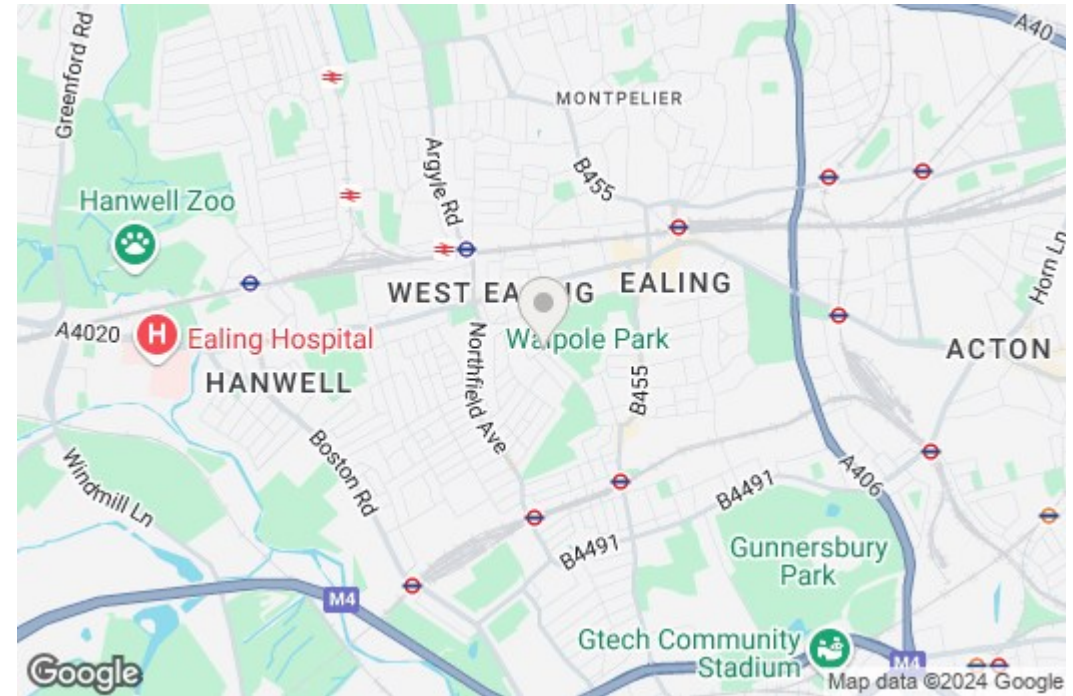 Greenford Rd
A40
MONTPELIER
Argyle Rd
B455
Hanwell Zoo
WEST EALING
EALING
Horn Ln
A4020
Ealing Hospital
Walpole Park
ACTON
HANWELL
Northfield Ave
B455
Boston Rd
A406
Windmill Ln
B4491
B4491
Gunnersbury
Park
M4
Gtech Community
Stadium
M4
Google
Map data ©2024 Google